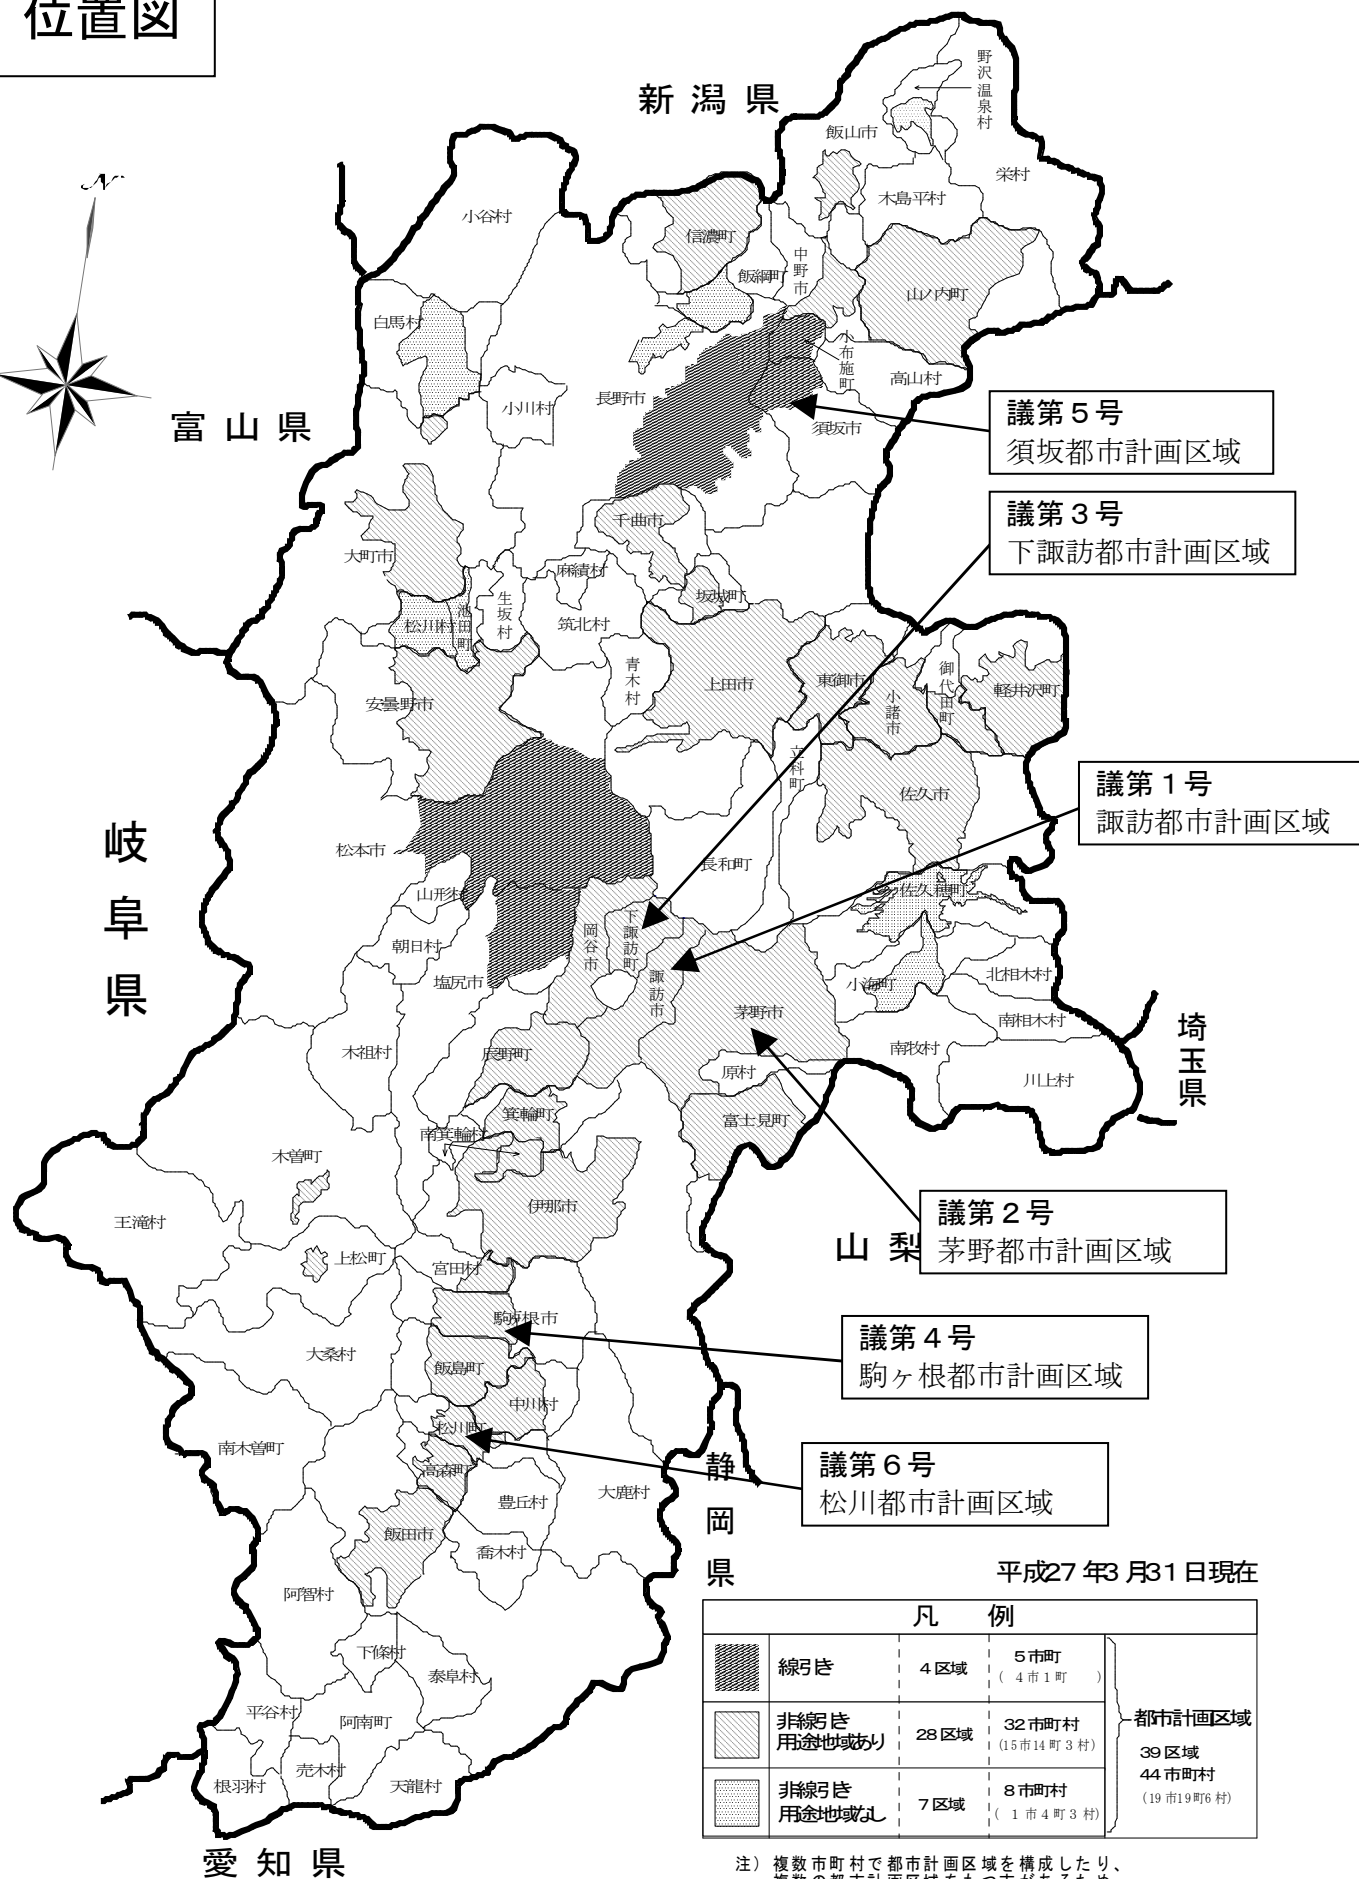 位置図
新潟県
野沢温泉村
飯山市
栄村
木島平村
小谷村
信濃町
中野市
飯綱町
山ノ内町
白馬村
小布施町
高山村
長野市
小川村
須坂市
富山県
議第5号
須坂都市計画区域
議第3号
下諏訪都市計画区域
千曲市
大町市
麻績村
坂城町
生坂村
池田町
松川村
筑北村
青木村
上田市
東御市
小諸市
御代田町
軽井沢町
安曇野市
立科町
佐久市
議第1号
諏訪都市計画区域
岐阜県
松本市
長和町
山形村
佐久穂町
朝日村
岡谷市
下諏訪町
諏訪市
塩尻市
小海町
北相木村
茅野市
南相木村
埼玉県
木祖村
辰野町
南牧村
原村
川上村
箕輪町
富士見町
南箕輪村
木曽町
伊那市
王滝村
議第2号
茅野都市計画区域
山梨
上松町
宮田村
駒ヶ根市
議第4号
駒ヶ根都市計画区域
大桑村
飯島町
中川村
松川町
南木曽町
高森町
静岡県
議第6号
松川都市計画区域
豊丘村
大鹿村
飯田市
喬木村
阿智村
平成27年3月31日現在
下條村
泰阜村
平谷村
阿南町
売木村
根羽村
天龍村
愛知県
凡 例
線引き 4区域 5市町
(4市1町 )
非線引き
用途地域あり 28区域 32市町村
(15市14町3村)
非線引き
用途地域なし 7区域 8市町村
( 1市4町3村)
都市計画区域
39区域
44市町村
(19市19町6村)
注) 複数市町村で都市計画区域を構成したり、
複数の都市計画区域をもつ市があるため